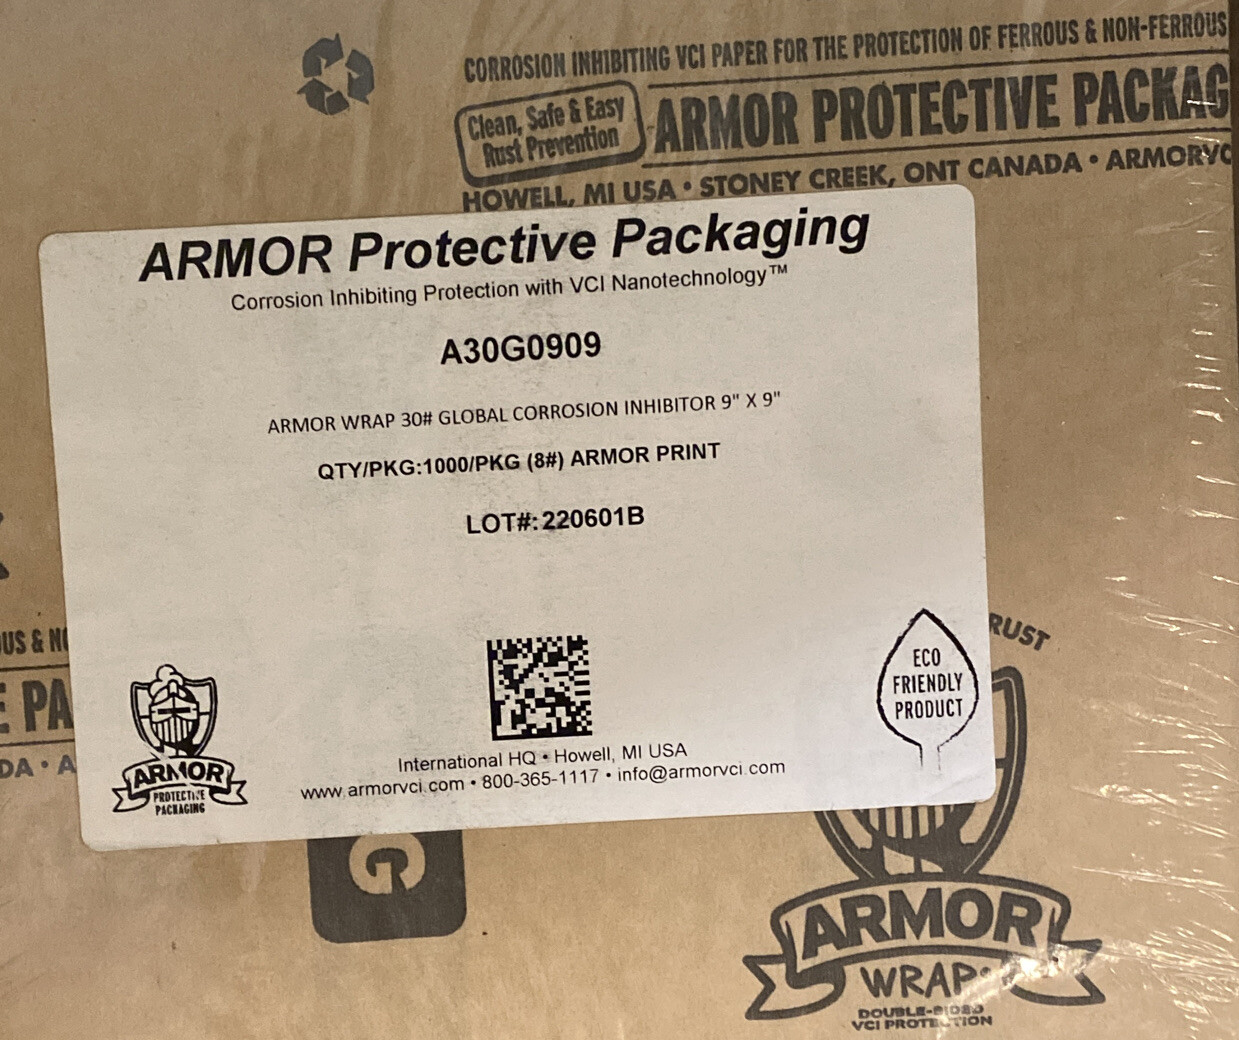 CORROSION INHIBITING VCI PAPER FOR THE PROTECTION OF FERROUS & NON-FERROUS
Clean, Safe & Easy
Rust Prevention
ARMOR PROTECTIVE PACKAG
HOWELL, MI USA • STONEY CREEK, ONT CANADA • ARMORVC
ARMOR Protective Packaging
Corrosion Inhibiting Protection with VCI Nanotechnology™
A30G0909
ARMOR WRAP 30# GLOBAL CORROSION INHIBITOR 9" X 9"
QTY/PKG:1000/PKG (8#) ARMOR PRINT
LOT#:220601B
US & NO
E PA
DA • A
RUST
ECO
FRIENDLY
PRODUCT
ARMOR
PROTECTIVE
PACKAGING
International HQ • Howell, MI USA
www.armorvci.com • 800-365-1117 • info@armorvci.com
G
ARMOR
WRAP
DOUBLE-SIDED
VCI PROTECTION